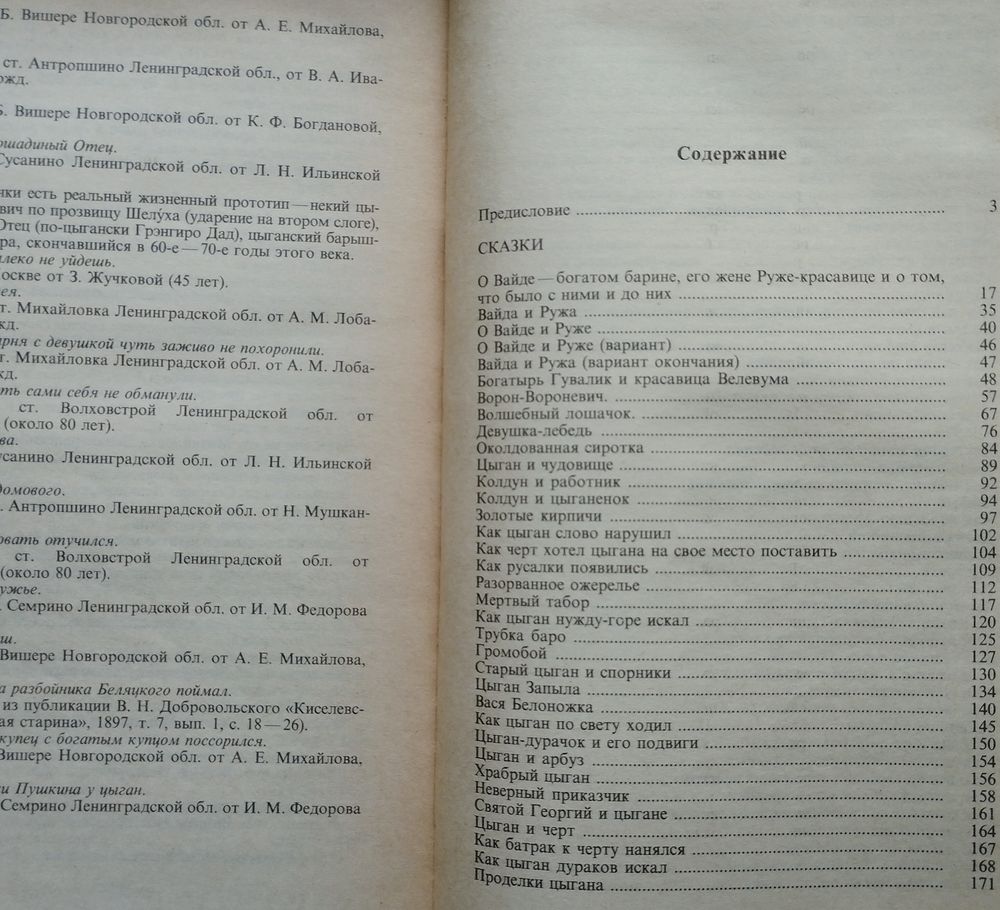 Б. Вишере Новгородской обл. от А. Е. Михайлова,
ст. Антропшино Ленинградской обл., от В. А. Ива-
ожд.
Б. Вишере Новгородской обл. от К. Ф. Богдановой,
ошадиный Отец.
Сусанино Ленинградской обл. от Л. Н. Ильинской
чки есть реальный жизненный прототип — некий цы-
вич по прозвищу Шелу́ха (ударение на втором слоге),
Отец (по-цыгански Грэнгиро Дад), цыганский барыш-
ра, скончавшийся в 60-е — 70-е годы этого века.
алеко не уйдешь.
Москве от З. Жучковой (45 лет).
ея.
т. Михайловка Ленинградской обл. от А. М. Лоба-
жд.
арня с девушкой чуть заживо не похоронили.
т. Михайловка Ленинградской обл. от А. М. Лоба-
кд.
ть сами себя не обманули.
ст. Волховстрой Ленинградской обл. от
(около 80 лет).
ва.
усанино Ленинградской обл. от Л. Н. Ильинской
домового.
. Антропшино Ленинградской обл. от Н. Мушкан-
ровать отучился.
ст. Волховстрой Ленинградской обл. от
(около 80 лет).
ужье.
. Семрино Ленинградской обл. от И. М. Федорова
ш.
Вишере Новгородской обл. от А. Е. Михайлова,
а разбойника Беляцкого поймал.
из публикации В. Н. Добровольского «Киселевс-
ая старина», 1897, т. 7, вып. 1, с. 18 — 26).
купец с богатым купцом поссорился.
Вишере Новгородской обл. от А. Е. Михайлова,
и Пушкина у цыган.
Семрино Ленинградской обл. от И. М. Федорова
Содержание
Предисловие ........ 3
СКАЗКИ
О Вайде — богатом барине, его жене Руже-красавице и о том,
что было с ними и до них ........ 17
Вайда и Ружа ........ 35
О Вайде и Руже ........ 40
О Вайде и Руже (вариант) ........ 46
Вайда и Ружа (вариант окончания) ........ 47
Богатырь Гувалик и красавица Велевума ........ 48
Ворон-Вороневич. ........ 57
Волшебный лошачок. ........ 67
Девушка-лебедь ........ 76
Околдованная сиротка ........ 84
Цыган и чудовище ........ 89
Колдун и работник ........ 92
Колдун и цыганенок ........ 94
Золотые кирпичи ........ 97
Как цыган слово нарушил ........ 102
Как черт хотел цыгана на свое место поставить ........ 104
Как русалки появились ........ 109
Разорванное ожерелье ........ 112
Мертвый табор ........ 117
Как цыган нужду-горе искал ........ 120
Трубка баро ........ 125
Громобой ........ 127
Старый цыган и спорники ........ 130
Цыган Запыла ........ 134
Вася Белоножка ........ 140
Как цыган по свету ходил ........ 145
Цыган-дурачок и его подвиги ........ 150
Цыган и арбуз ........ 154
Храбрый цыган ........ 156
Неверный приказчик ........ 158
Святой Георгий и цыгане ........ 161
Цыган и черт ........ 164
Как батрак к черту нанялся ........ 167
Как цыган дураков искал ........ 168
Проделки цыгана ........ 171